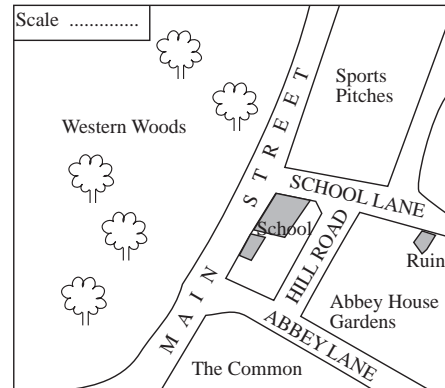 Scale ..............
Sports
Pitches
Western Woods
MAIN STREET
SCHOOL LANE
School
HILL ROAD
Ruin
Abbey House
Gardens
ABBEY LANE
The Common